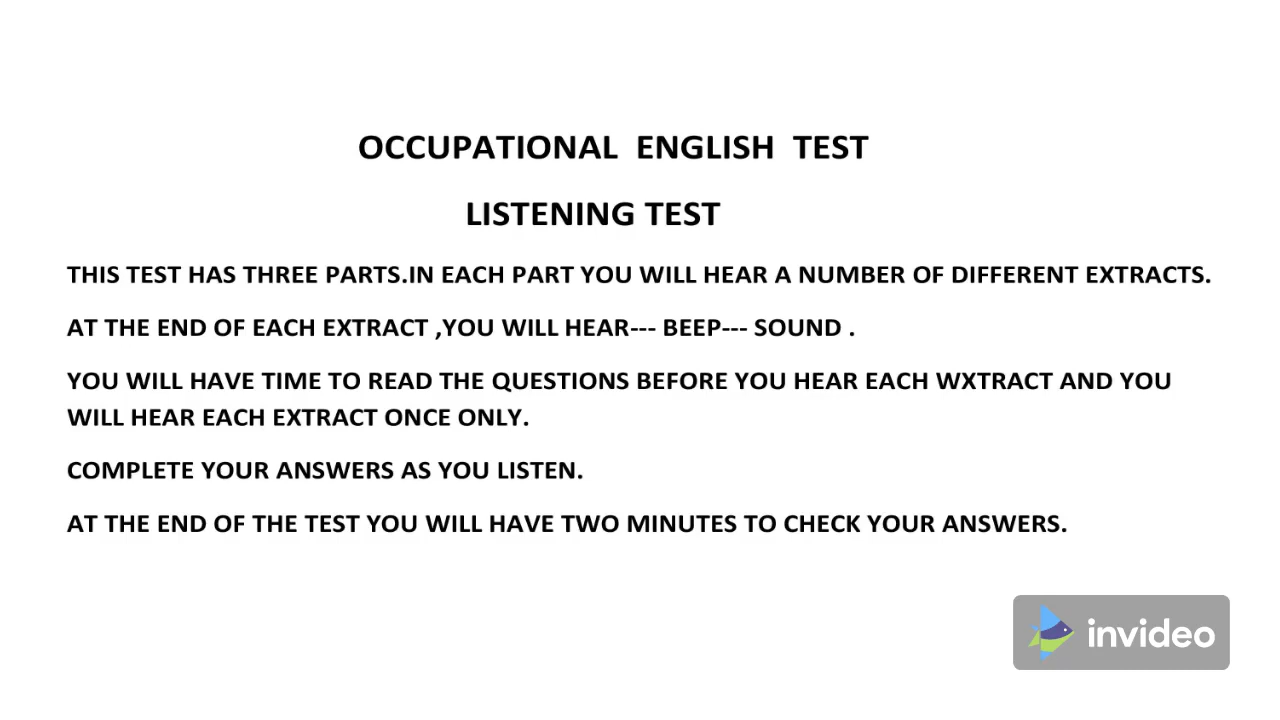 OCCUPATIONAL ENGLISH TEST
LISTENING TEST
THIS TEST HAS THREE PARTS.IN EACH PART YOU WILL HEAR A NUMBER OF DIFFERENT EXTRACTS.
AT THE END OF EACH EXTRACT ,YOU WILL HEAR--- BEEP--- SOUND .
YOU WILL HAVE TIME TO READ THE QUESTIONS BEFORE YOU HEAR EACH WXTRACT AND YOU
WILL HEAR EACH EXTRACT ONCE ONLY.
COMPLETE YOUR ANSWERS AS YOU LISTEN.
AT THE END OF THE TEST YOU WILL HAVE TWO MINUTES TO CHECK YOUR ANSWERS.
invideo